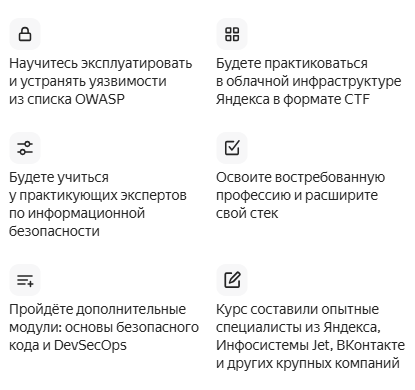 Научитесь эксплуатировать
и устранять уязвимости
из списка OWASP
Будете практиковаться
в облачной инфраструктуре
Яндекса в формате CTF
Будете учиться
у практикующих экспертов
по информационной
безопасности
Освоите востребованную
профессию и расширите
свой стек
Пройдёте дополнительные
модули: основы безопасного
кода и DevSecOps
Курс составили опытные
специалисты из Яндекса,
Инфосистемы Jet, ВКонтакте
и других крупных компаний